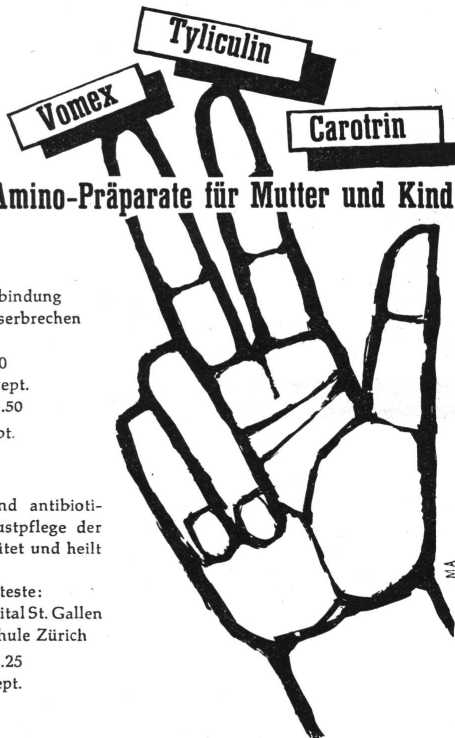 Tyliculin
Vomex
Carotrin
Amino-Präparate für Mutter und Kind
bindung
serbrechen
0
ept.
.50
pt.
nd antibioti-
ustpflege der
itet und heilt
teste:
ital St. Gallen
hule Zürich
.25
ept.
MA